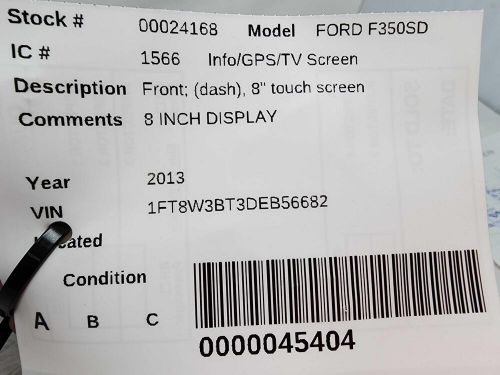 Stock # 00024168 Model FORD F350SD
IC # 1566 Info/GPS/TV Screen
Description Front; (dash), 8" touch screen
Comments 8 INCH DISPLAY
Year 2013
VIN 1FT8W3BT3DEB56682
Condition
A B C
0000045404